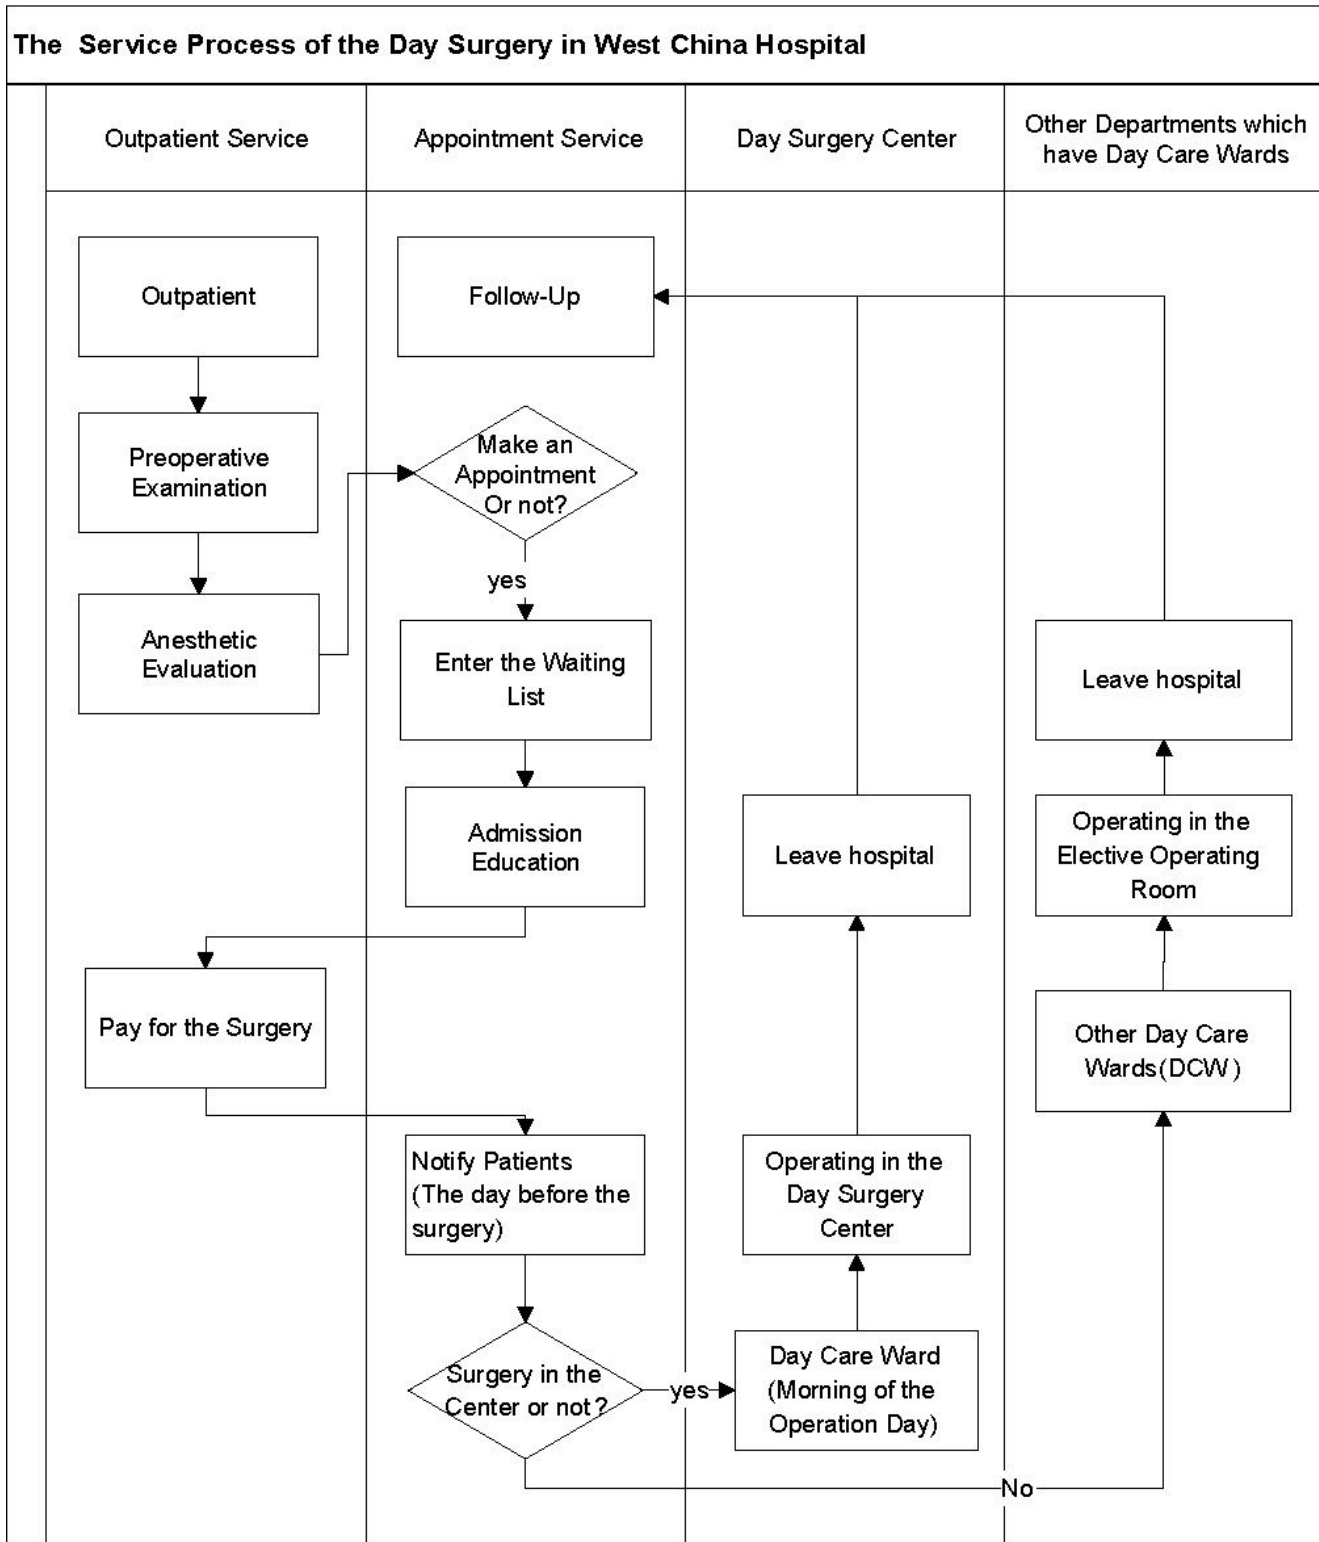 The Service Process of the Day Surgery in West China Hospital
Outpatient Service
Appointment Service
Day Surgery Center
Other Departments which
have Day Care Wards
Outpatient
Preoperative
Examination
Anesthetic
Evaluation
Pay for the Surgery
Follow-Up
Make an
Appointment
Or not?
yes
Enter the Waiting
List
Admission
Education
Notify Patients
(The day before the
surgery)
Surgery in the
Center or not?
yes
No
Leave hospital
Operating in the
Day Surgery
Center
Day Care Ward
(Morning of the
Operation Day)
Leave hospital
Operating in the
Elective Operating
Room
Other Day Care
Wards(DCW)